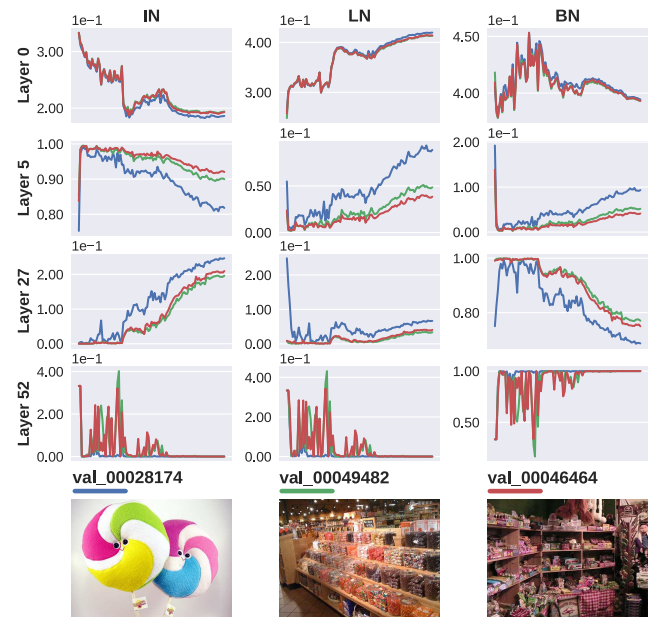 IN LN BN
1e−1 1e−1 1e−1
Layer 0
3.00 4.00 4.50
2.00 3.00 4.00
1e−1 1e−1
Layer 5
1.00 2.00
0.90 0.50 1.00
0.80 0.00 0.00
1e−1 1e−1
Layer 27
2.00 2.00 1.00
1.00 1.00 0.80
0.00 0.00
1e−1 1e−1
Layer 52
4.00 4.00 1.00
2.00 2.00 0.50
0.00 0.00
val_00028174 val_00049482 val_00046464